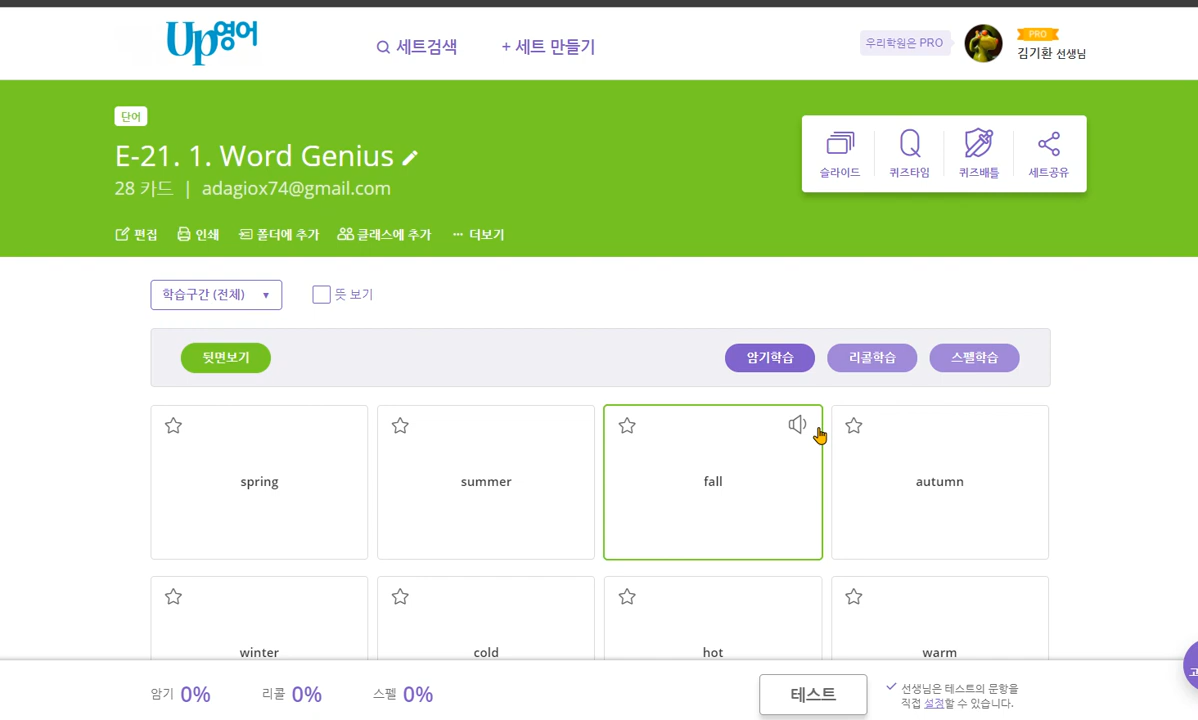 Up영어
세트검색
+ 세트 만들기
우리학원은 PRO
PRO
김기환 선생님
단어
E-21. 1. Word Genius
28 카드 | adagiox74@gmail.com
슬라이드
퀴즈타임
퀴즈배틀
세트공유
편집
인쇄
폴더에 추가
클래스에 추가
··· 더보기
학습구간 (전체) ▼
뜻 보기
뒷면보기
암기학습
리콜학습
스펠학습
spring
summer
fall
autumn
winter
cold
hot
warm
암기 0%
리콜 0%
스펠 0%
테스트
선생님은 테스트의 문항을
직접 설정할 수 있습니다.